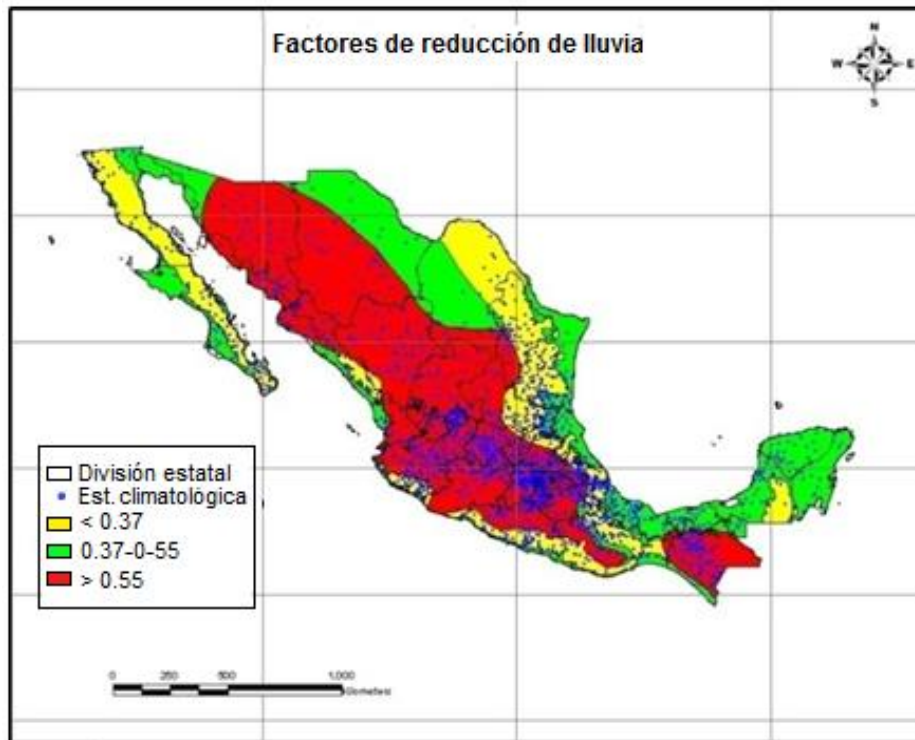 Factores de reducción de lluvia
N
W E
S
División estatal
Est. climatológica
< 0.37
0.37-0-55
> 0.55
0 250 500 1,000
Kilometers